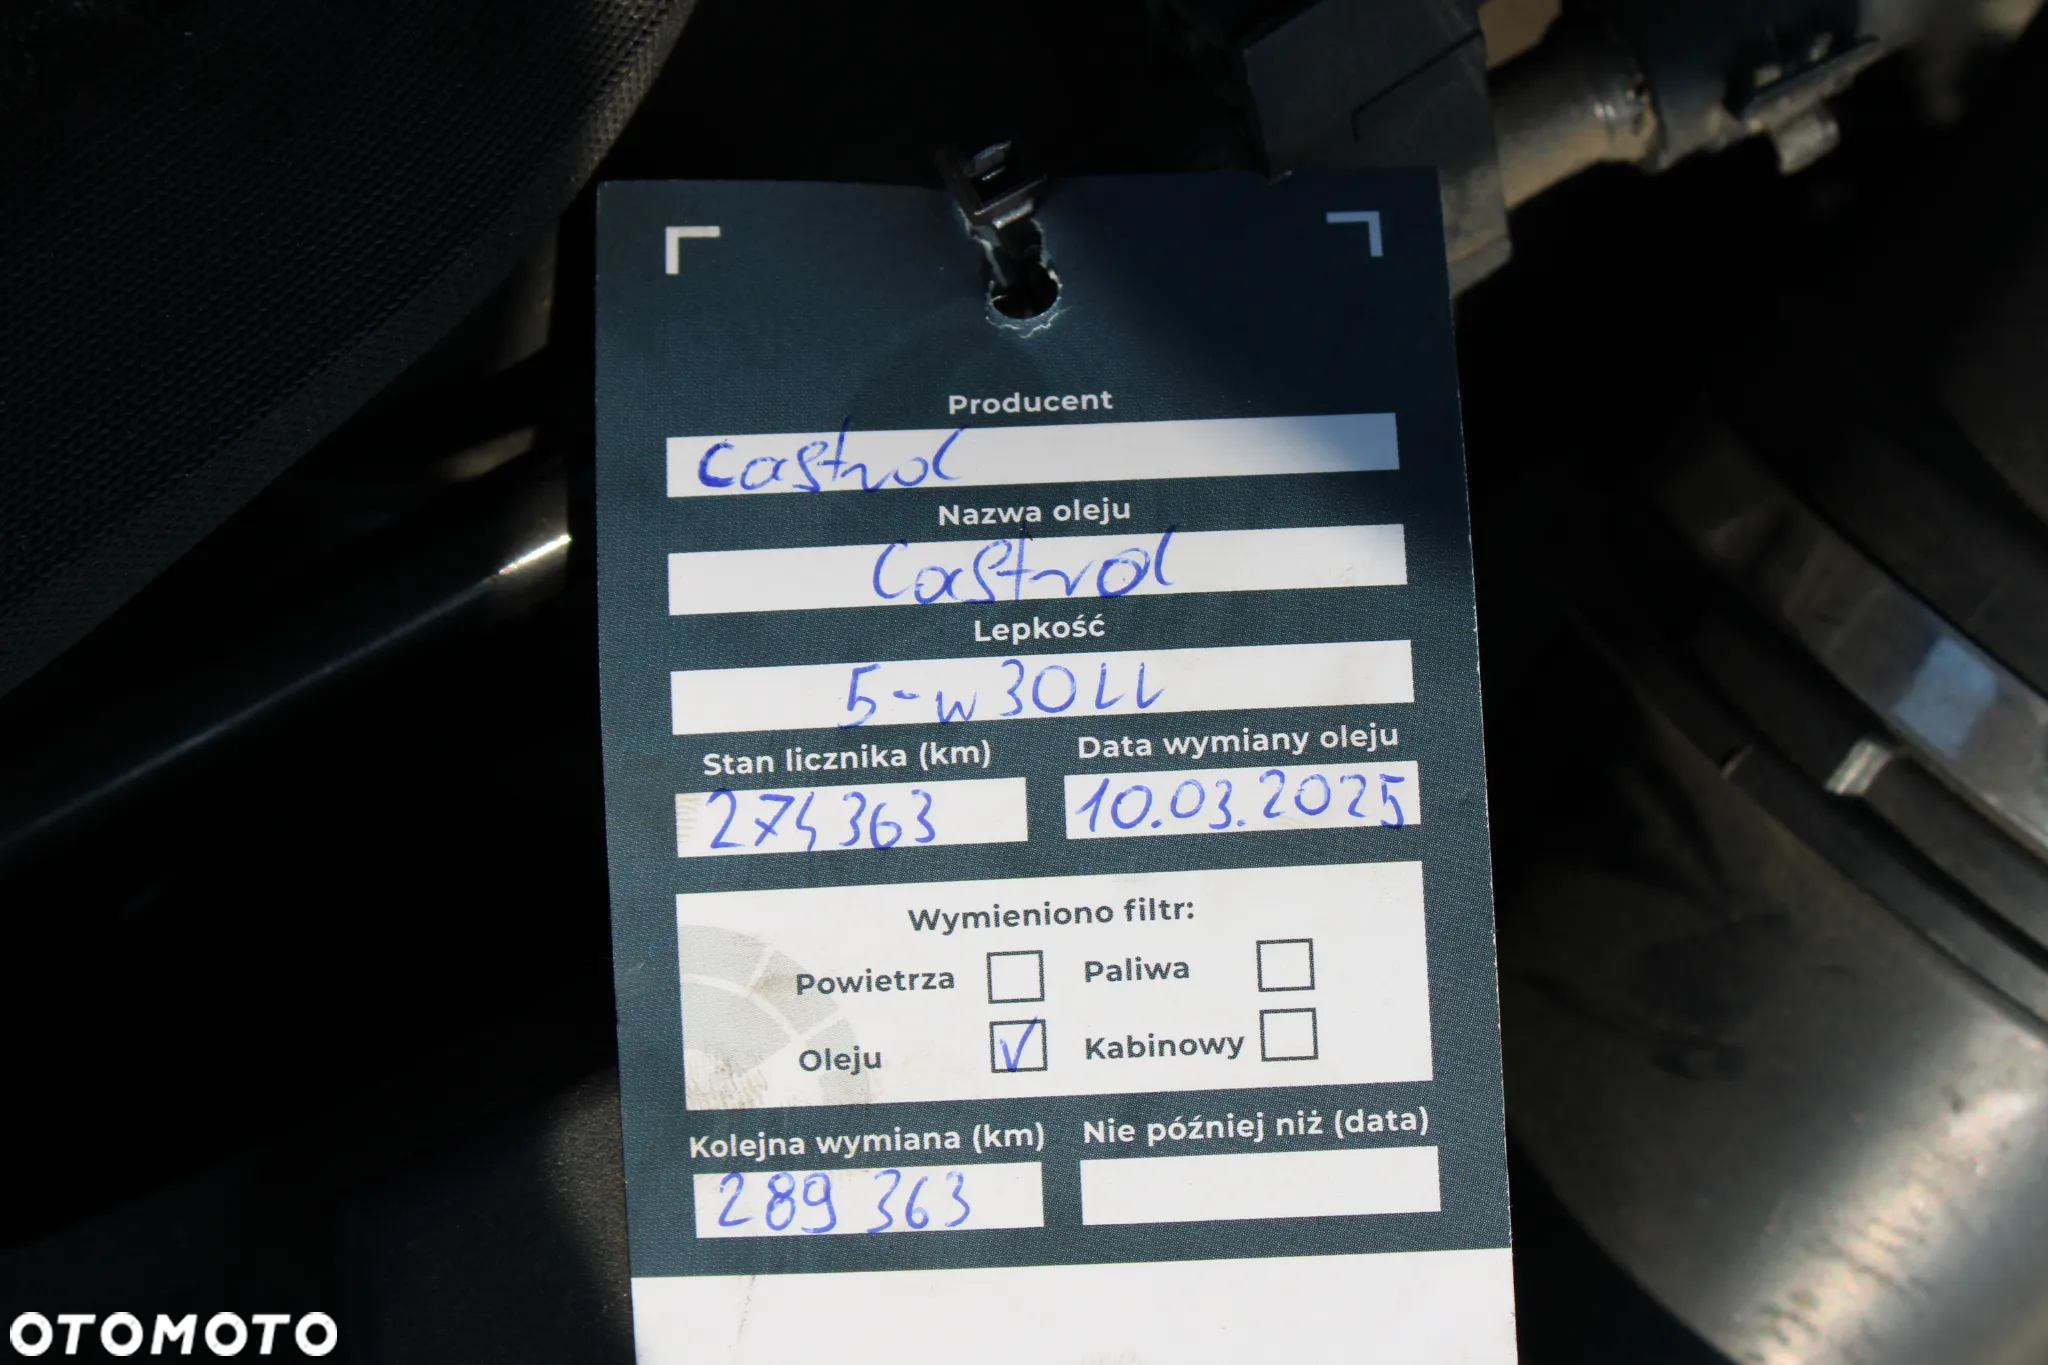 Producent
Castrol
Nazwa oleju
Castrol
Lepkość
5-w30LL
Stan licznika (km) Data wymiany oleju
274363 10.03.2025
Wymieniono filtr:
Powietrza Paliwa
Oleju V Kabinowy
Kolejna wymiana (km) Nie później niż (data)
289 363
OTOMOTO